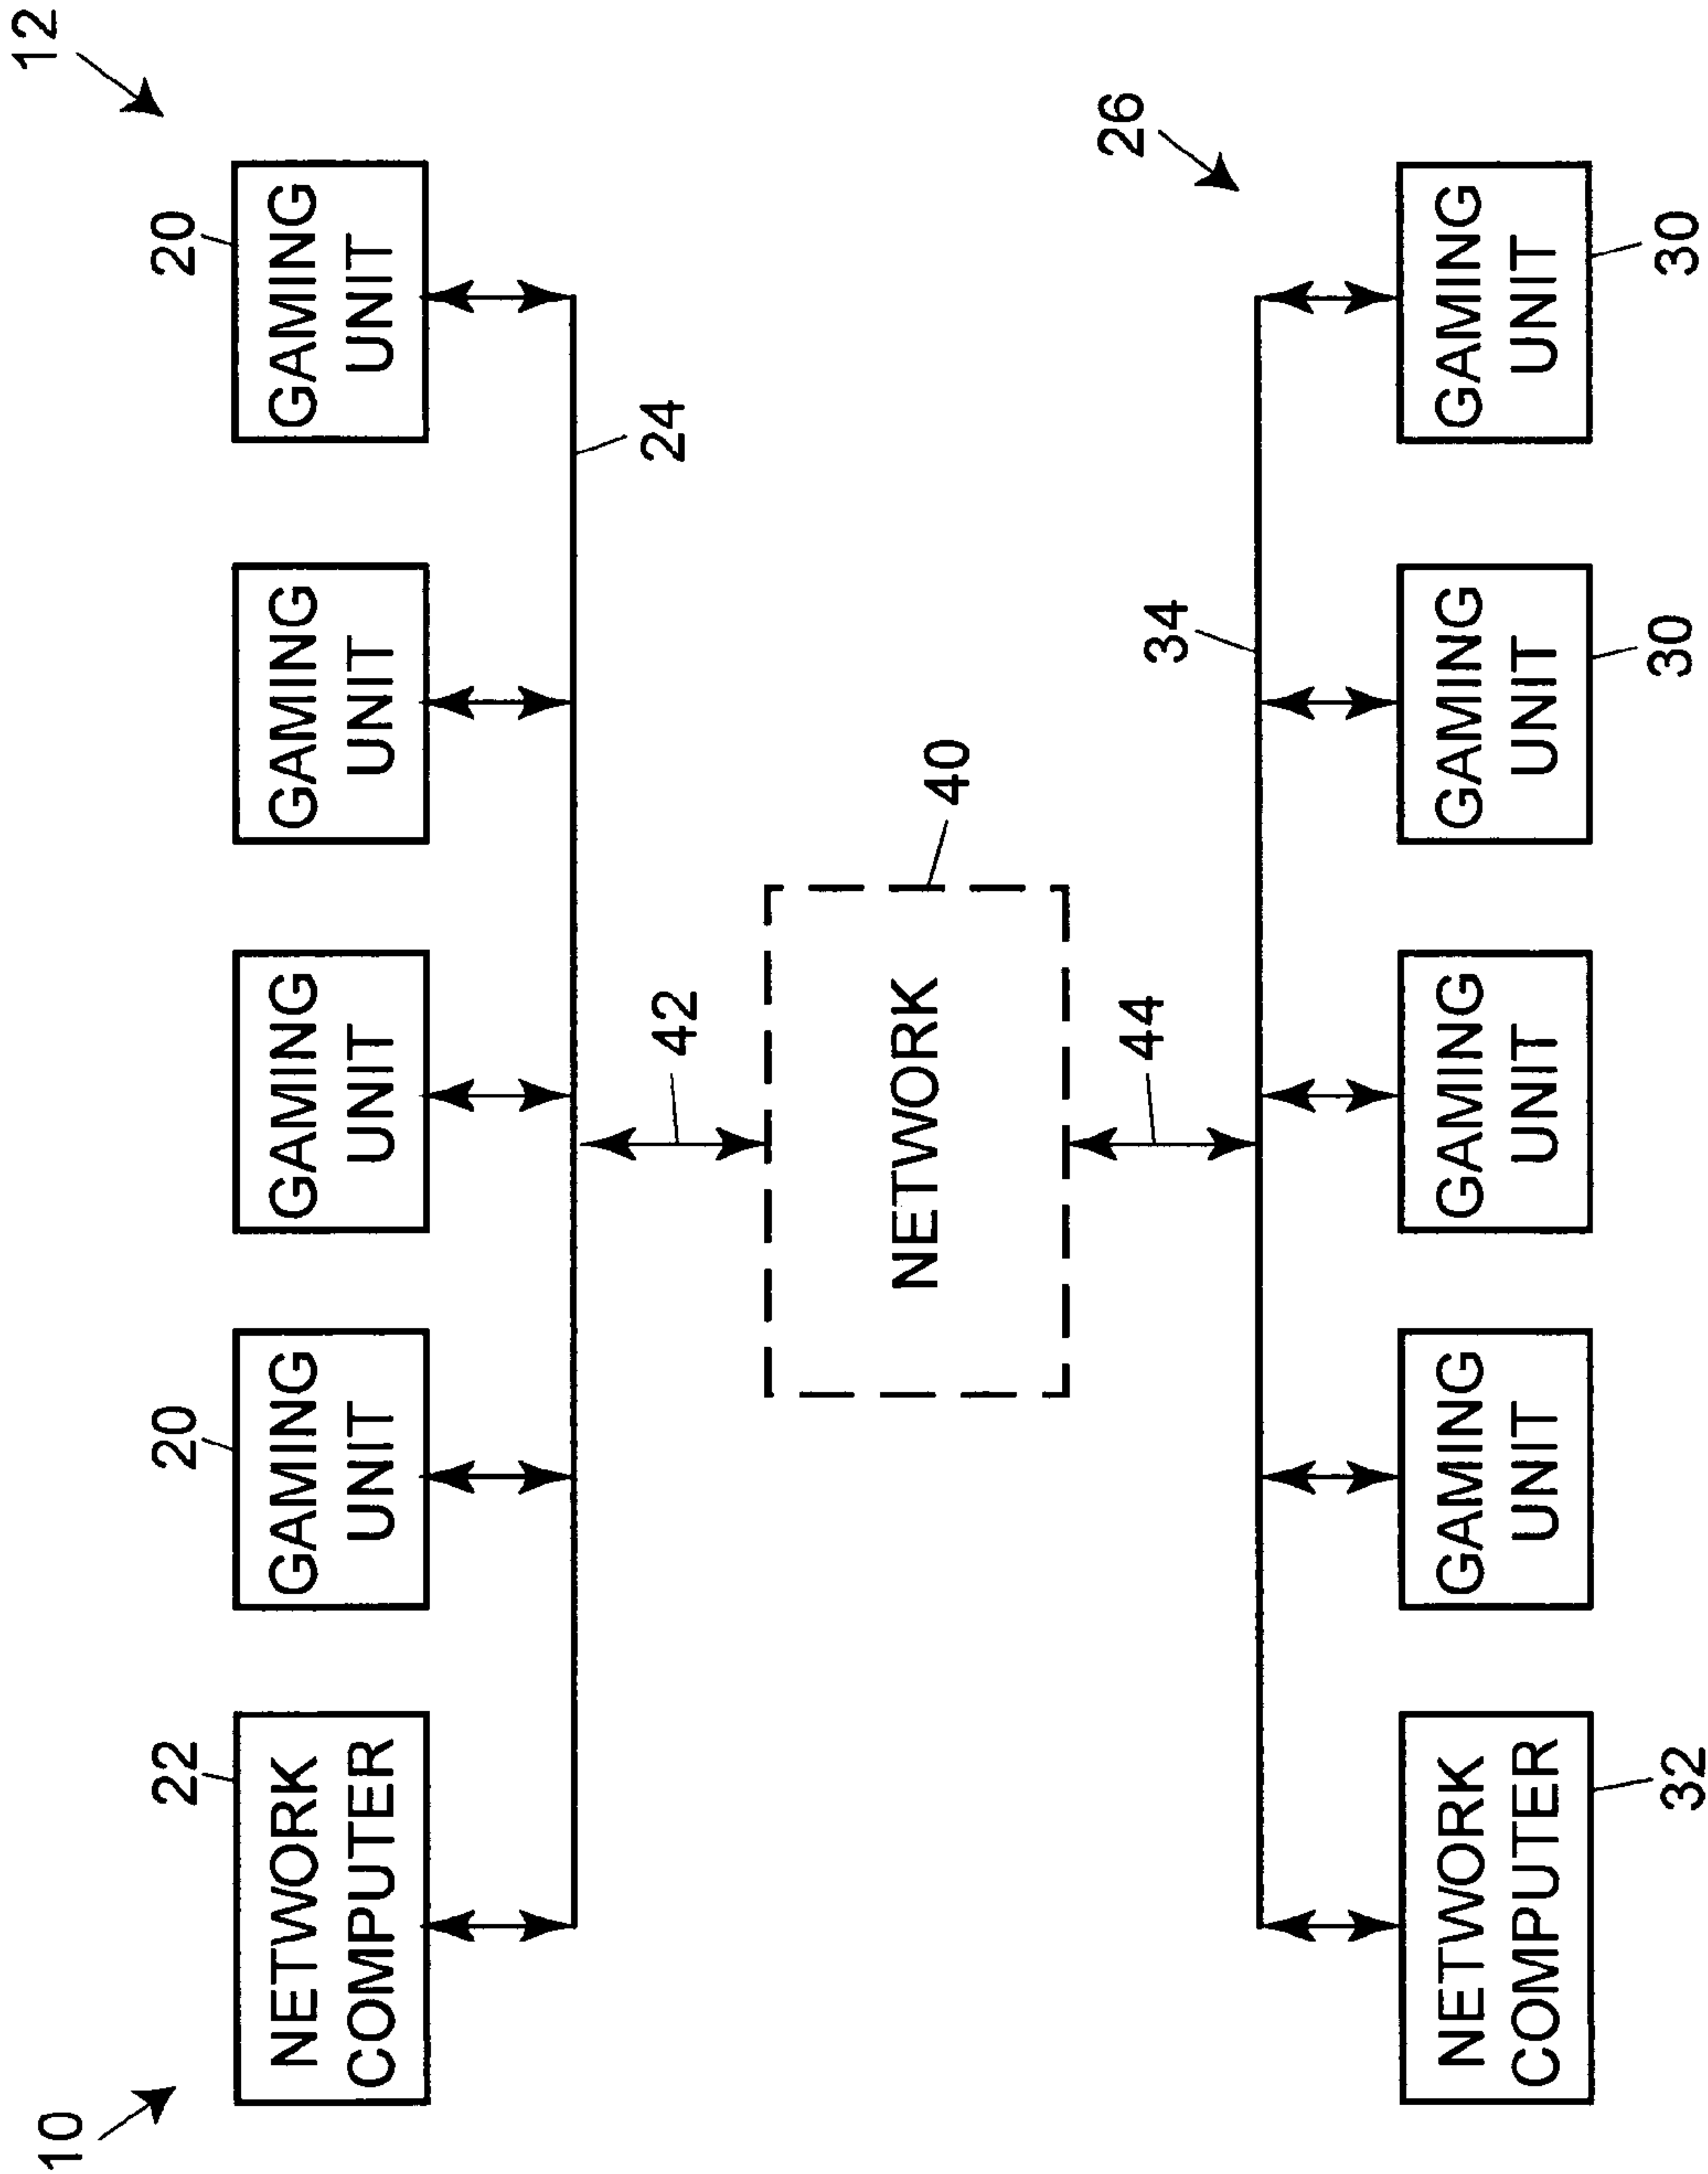 10
12
22
20
20
NETWORK
COMPUTER
GAMING
UNIT
GAMING
UNIT
GAMING
UNIT
GAMING
UNIT
24
42
NETWORK
40
44
34
26
NETWORK
COMPUTER
GAMING
UNIT
GAMING
UNIT
GAMING
UNIT
GAMING
UNIT
32
30
30